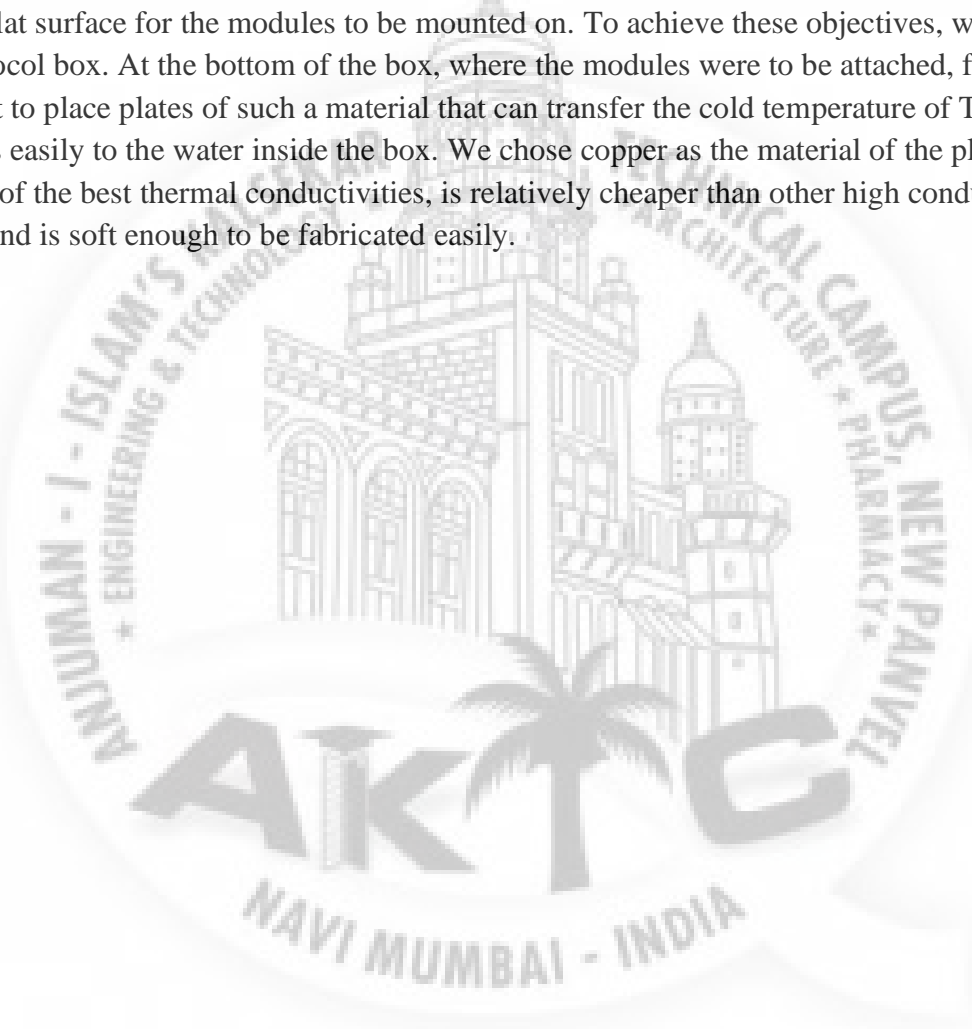 lat surface for the modules to be mounted on. To achieve these objectives, w
ocol box. At the bottom of the box, where the modules were to be attached, f
t to place plates of such a material that can transfer the cold temperature of T
s easily to the water inside the box. We chose copper as the material of the pl
of the best thermal conductivities, is relatively cheaper than other high condu
nd is soft enough to be fabricated easily.
ANJUMAN - I - ISLAM'S KALSEKAR TECHNICAL CAMPUS, NEW PANVEL
* ENGINEERING & TECHNOLOGY * ARCHITECTURE * PHARMACY *
AKTC
NAVI MUMBAI - INDIA